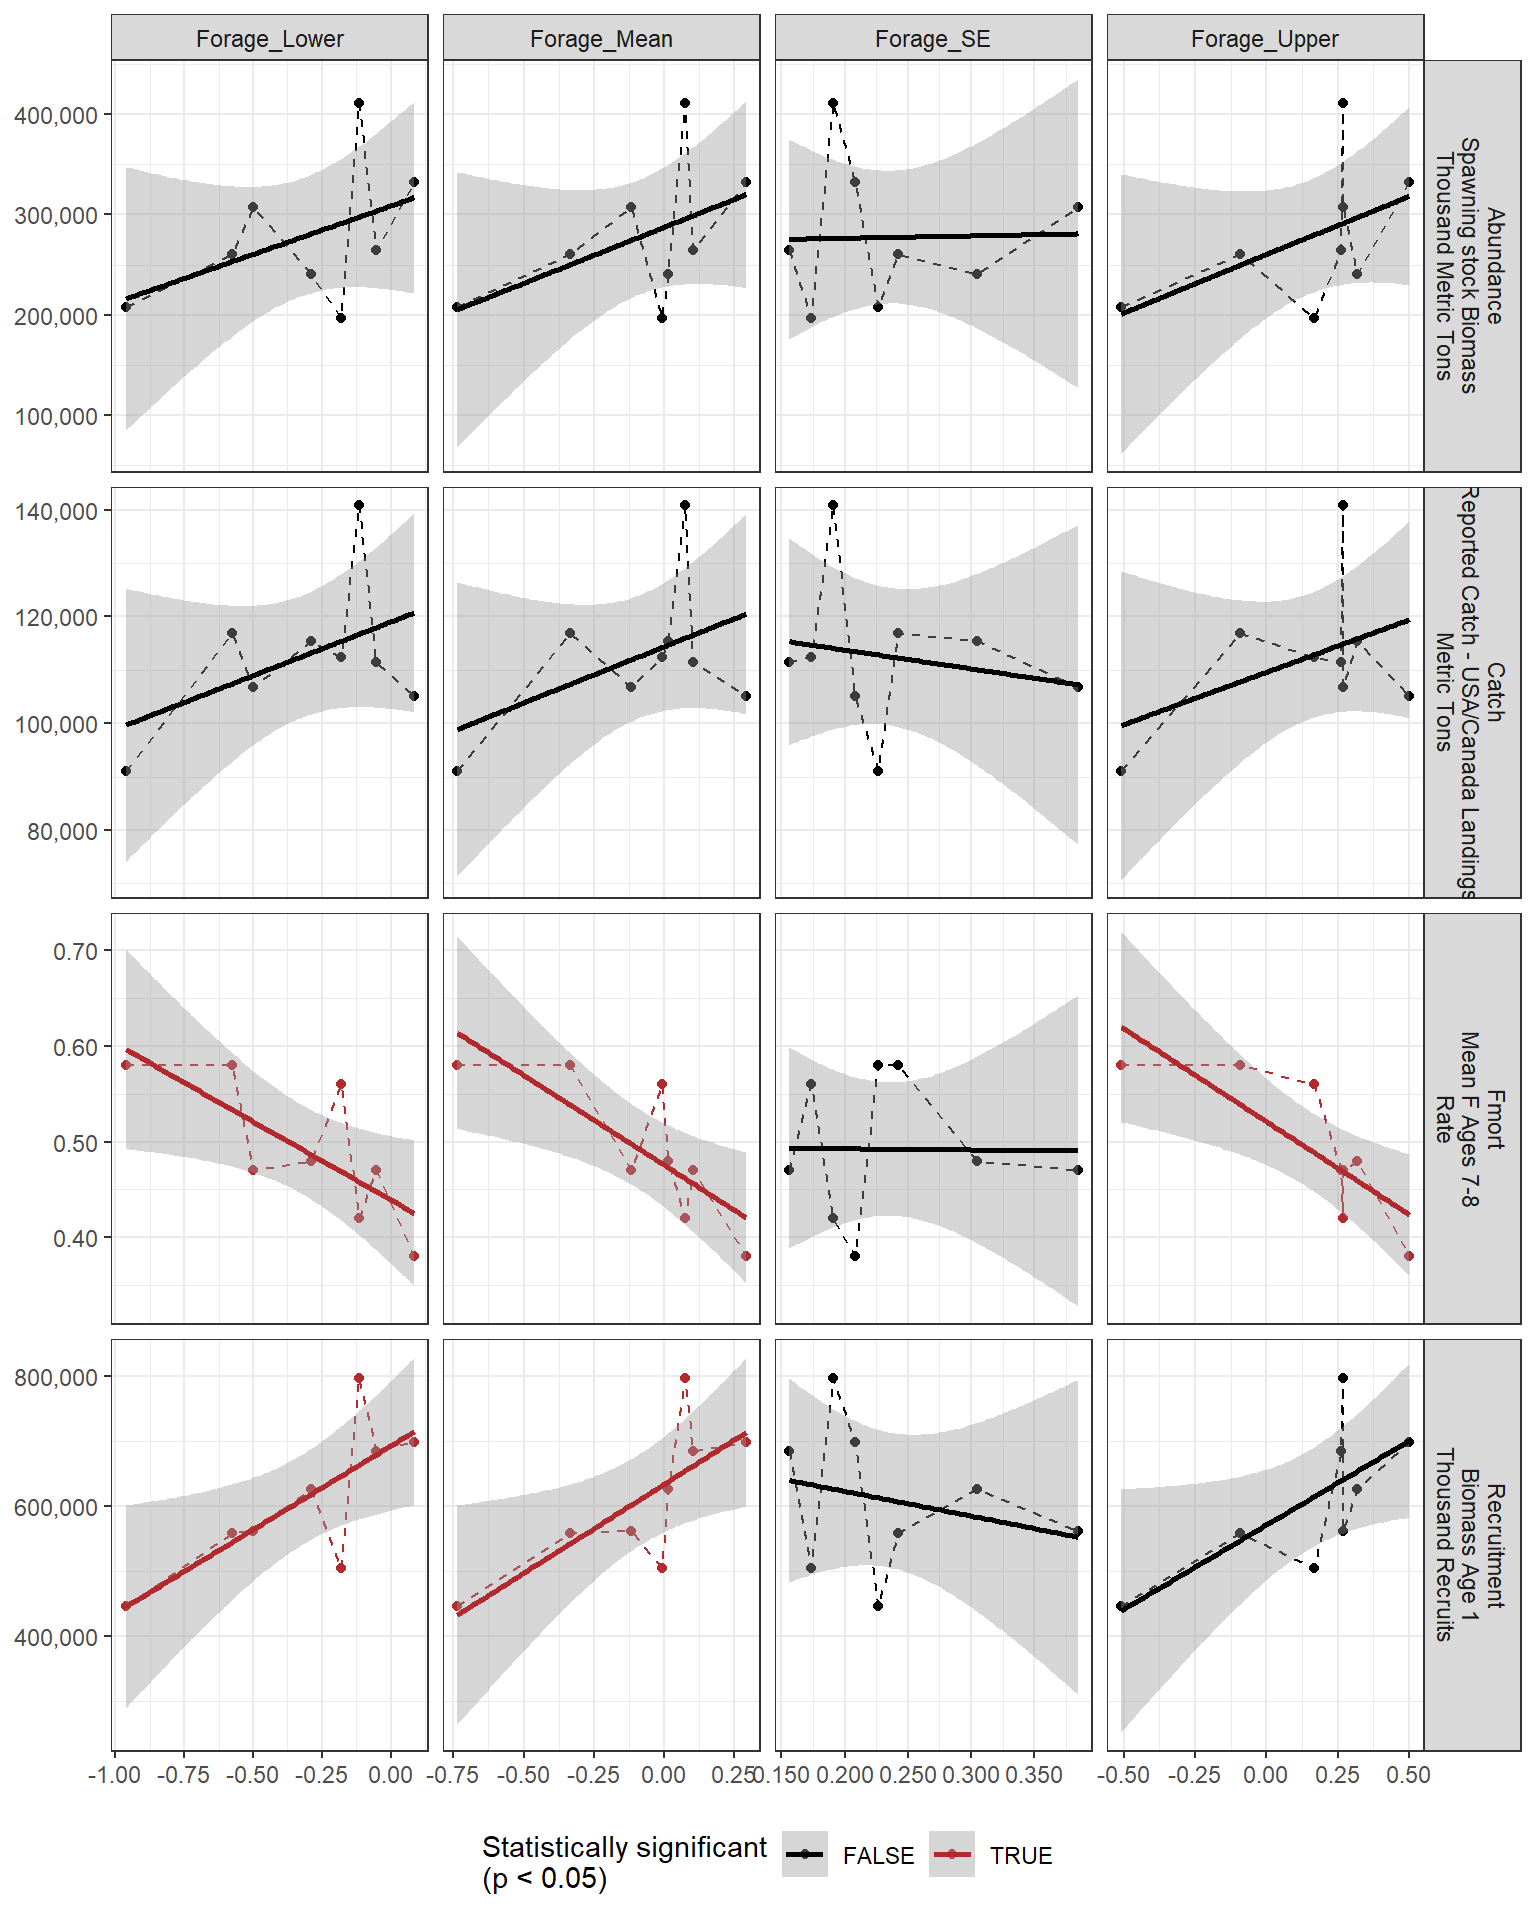 Forage_Lower
Forage_Mean
Forage_SE
Forage_Upper
400,000
300,000
200,000
100,000
Abundance
Spawning stock Biomass
Thousand Metric Tons
140,000
120,000
100,000
80,000
Catch
Reported Catch - USA/Canada Landings
Metric Tons
0.70
0.60
0.50
0.40
Fmort
Mean F Ages 7-8
Rate
800,000
600,000
400,000
Recruitment
Biomass Age 1
Thousand Recruits
-1.00 -0.75 -0.50 -0.25 0.00
-0.75 -0.50 -0.25 0.00 0.25
0.150 0.200 0.250 0.300 0.350
-0.50 -0.25 0.00 0.25 0.50
Statistically significant
(p < 0.05)
FALSE
TRUE